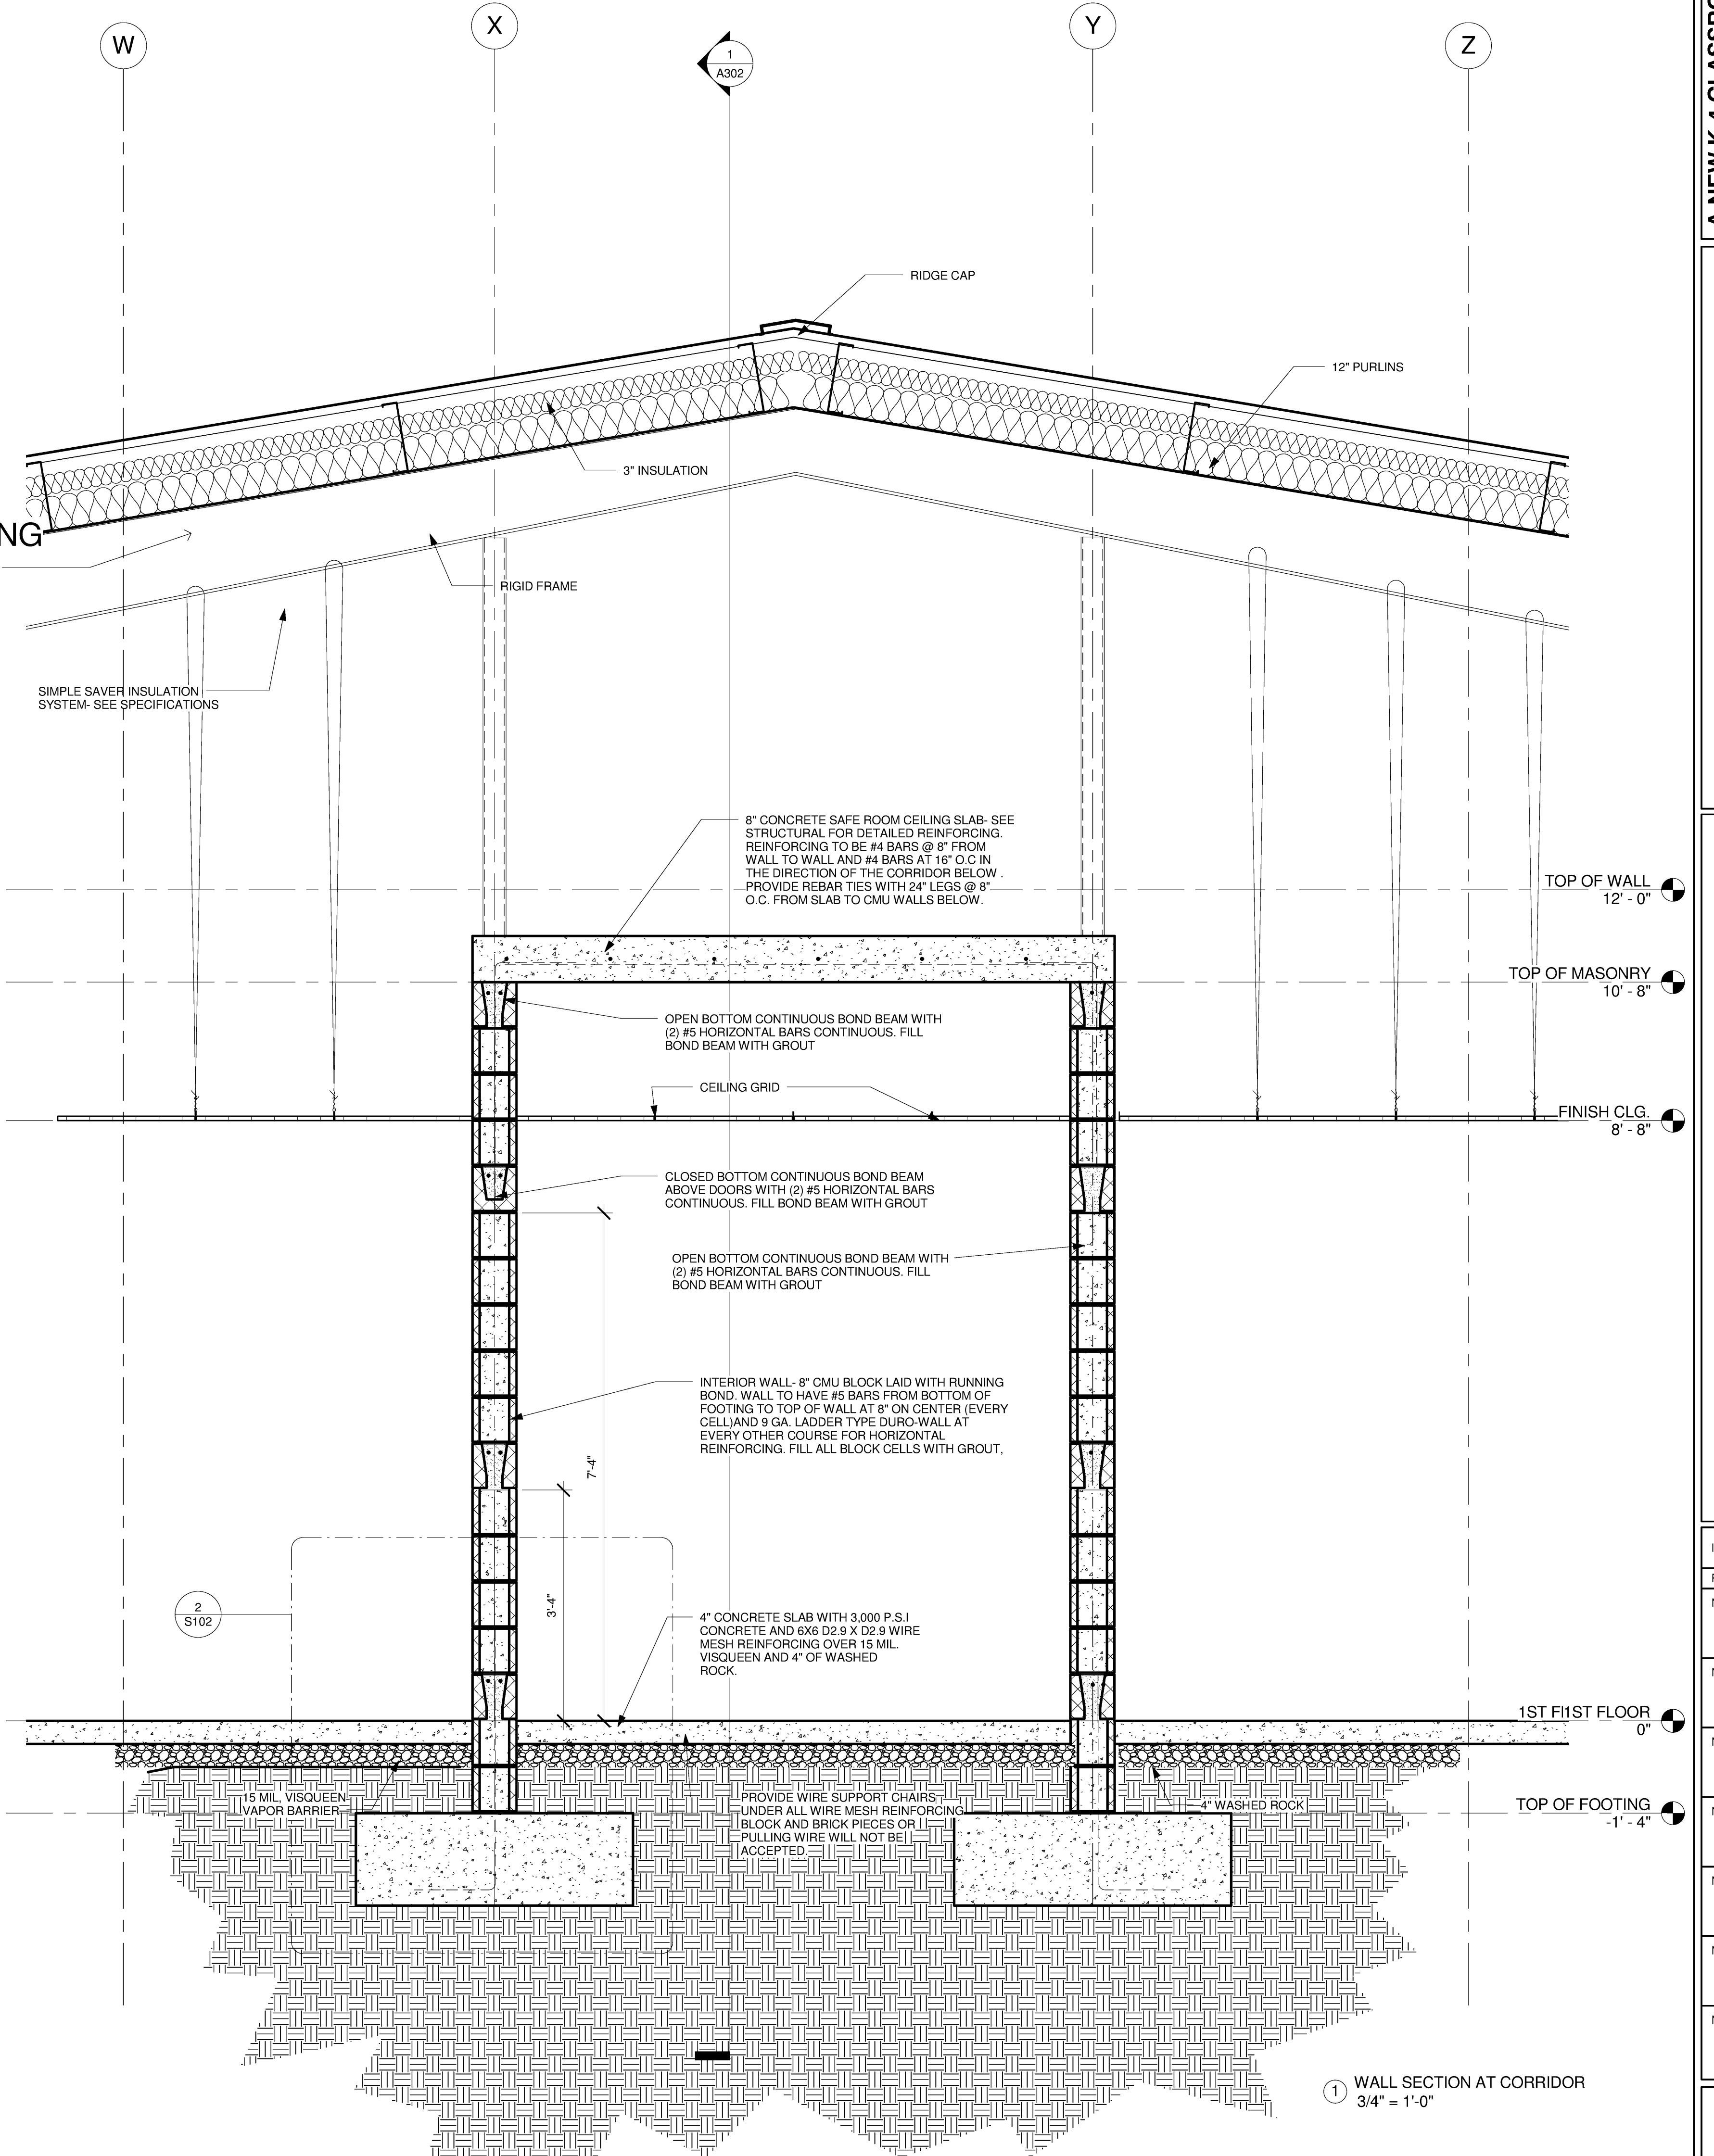 W
X
Y
Z
1
A302
RIDGE CAP
12" PURLINS
3" INSULATION
NG
RIGID FRAME
SIMPLE SAVER INSULATION
SYSTEM- SEE SPECIFICATIONS
8" CONCRETE SAFE ROOM CEILING SLAB- SEE
STRUCTURAL FOR DETAILED REINFORCING.
REINFORCING TO BE #4 BARS @ 8" FROM
WALL TO WALL AND #4 BARS AT 16" O.C IN
THE DIRECTION OF THE CORRIDOR BELOW .
PROVIDE REBAR TIES WITH 24" LEGS @ 8"
O.C. FROM SLAB TO CMU WALLS BELOW.
TOP OF WALL
12' - 0"
TOP OF MASONRY
10' - 8"
OPEN BOTTOM CONTINUOUS BOND BEAM WITH
(2) #5 HORIZONTAL BARS CONTINUOUS. FILL
BOND BEAM WITH GROUT
CEILING GRID
FINISH CLG.
8' - 8"
CLOSED BOTTOM CONTINUOUS BOND BEAM
ABOVE DOORS WITH (2) #5 HORIZONTAL BARS
CONTINUOUS. FILL BOND BEAM WITH GROUT
OPEN BOTTOM CONTINUOUS BOND BEAM WITH
(2) #5 HORIZONTAL BARS CONTINUOUS. FILL
BOND BEAM WITH GROUT
INTERIOR WALL- 8" CMU BLOCK LAID WITH RUNNING
BOND. WALL TO HAVE #5 BARS FROM BOTTOM OF
FOOTING TO TOP OF WALL AT 8" ON CENTER (EVERY
CELL)AND 9 GA. LADDER TYPE DURO-WALL AT
EVERY OTHER COURSE FOR HORIZONTAL
REINFORCING. FILL ALL BLOCK CELLS WITH GROUT,
7'-4"
3'-4"
2
S102
4" CONCRETE SLAB WITH 3,000 P.S.I
CONCRETE AND 6X6 D2.9 X D2.9 WIRE
MESH REINFORCING OVER 15 MIL.
VISQUEEN AND 4" OF WASHED
ROCK.
1ST FI1ST FLOOR
0"
15 MIL, VISQUEEN
VAPOR BARRIER
PROVIDE WIRE SUPPORT CHAIRS
UNDER ALL WIRE MESH REINFORCING
BLOCK AND BRICK PIECES OR
PULLING WIRE WILL NOT BE
ACCEPTED.
4" WASHED ROCK
TOP OF FOOTING
-1' - 4"
1 WALL SECTION AT CORRIDOR
3/4" = 1'-0"
A NEW K-4 CLASSRO